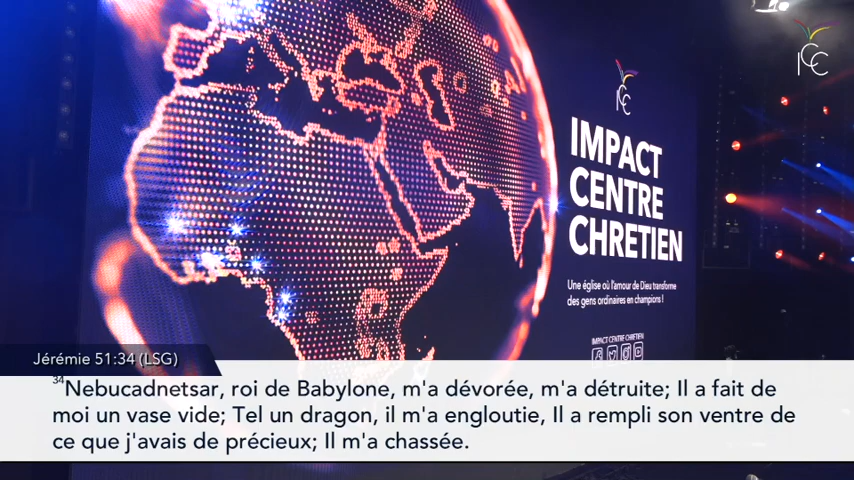 ICC
ICC
IMPACT
CENTRE
CHRETIEN
Une église où l'amour de Dieu transforme
des gens ordinaires en champions !
IMPACT CENTRE CHRETIEN
Jérémie 51:34 (LSG)
34Nebucadnetsar, roi de Babylone, m'a dévorée, m'a détruite; Il a fait de
moi un vase vide; Tel un dragon, il m'a engloutie, Il a rempli son ventre de
ce que j'avais de précieux; Il m'a chassée.